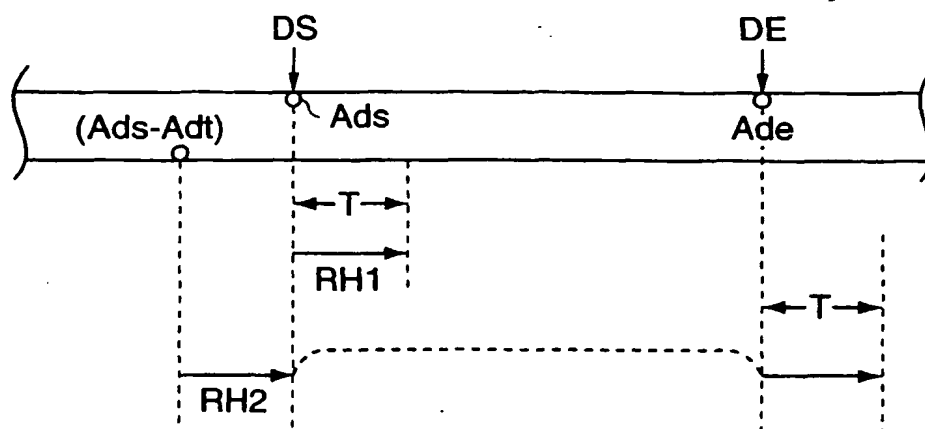 DS DE
Ads
(Ads-Adt) Ade
T
RH1
T
RH2